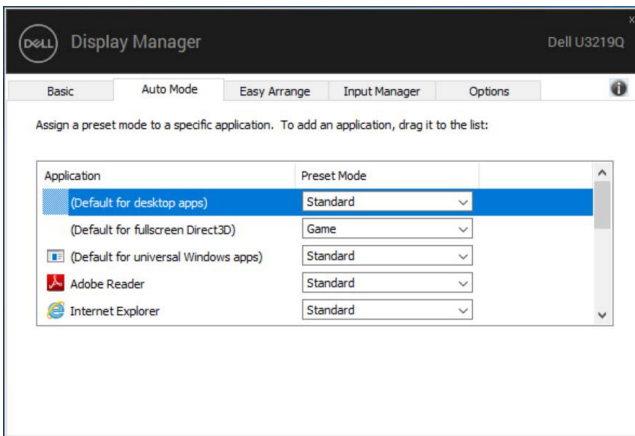 DELL Display Manager
Dell U3219Q
Basic Auto Mode Easy Arrange Input Manager Options
Assign a preset mode to a specific application. To add an application, drag it to the list:
Application Preset Mode
(Default for desktop apps) Standard
(Default for fullscreen Direct3D) Game
(Default for universal Windows apps) Standard
Adobe Reader Standard
Internet Explorer Standard